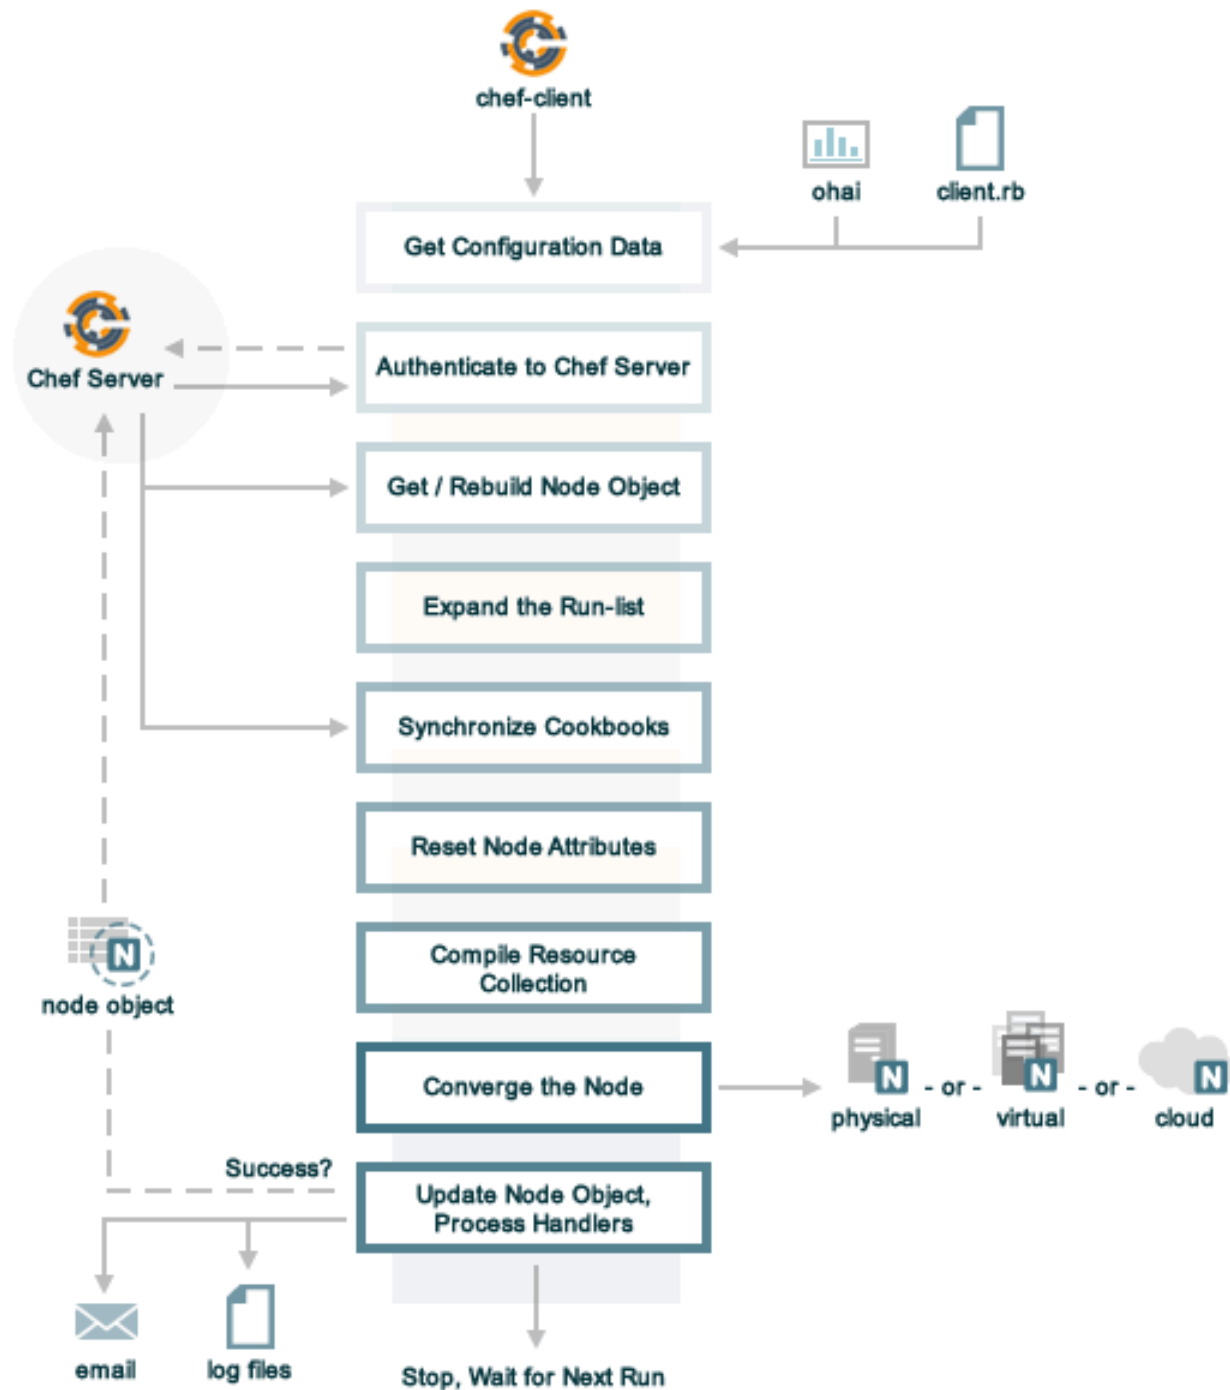 chef-client
ohai
client.rb
Get Configuration Data
Chef Server
Authenticate to Chef Server
Get / Rebuild Node Object
Expand the Run-list
Synchronize Cookbooks
Reset Node Attributes
Compile Resource
Collection
N
node object
Converge the Node
N
- or -
N
- or -
N
physical
virtual
cloud
Success?
Update Node Object,
Process Handlers
email
log files
Stop, Wait for Next Run